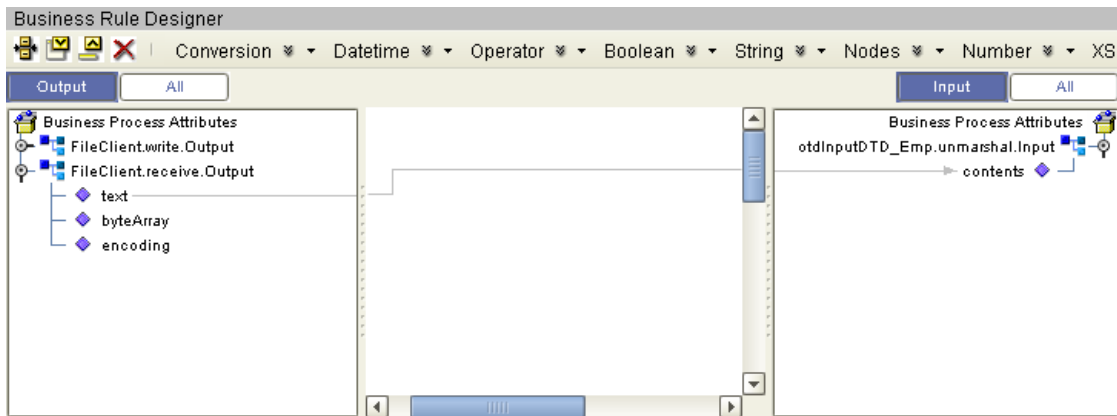 Business Rule Designer
Conversion Datetime Operator Boolean String Nodes Number XS
Output All Input All
Business Process Attributes
FileClient.write.Output
FileClient.receive.Output
text
byteArray
encoding
Business Process Attributes
otdInputDTD_Emp.unmarshal.Input
contents